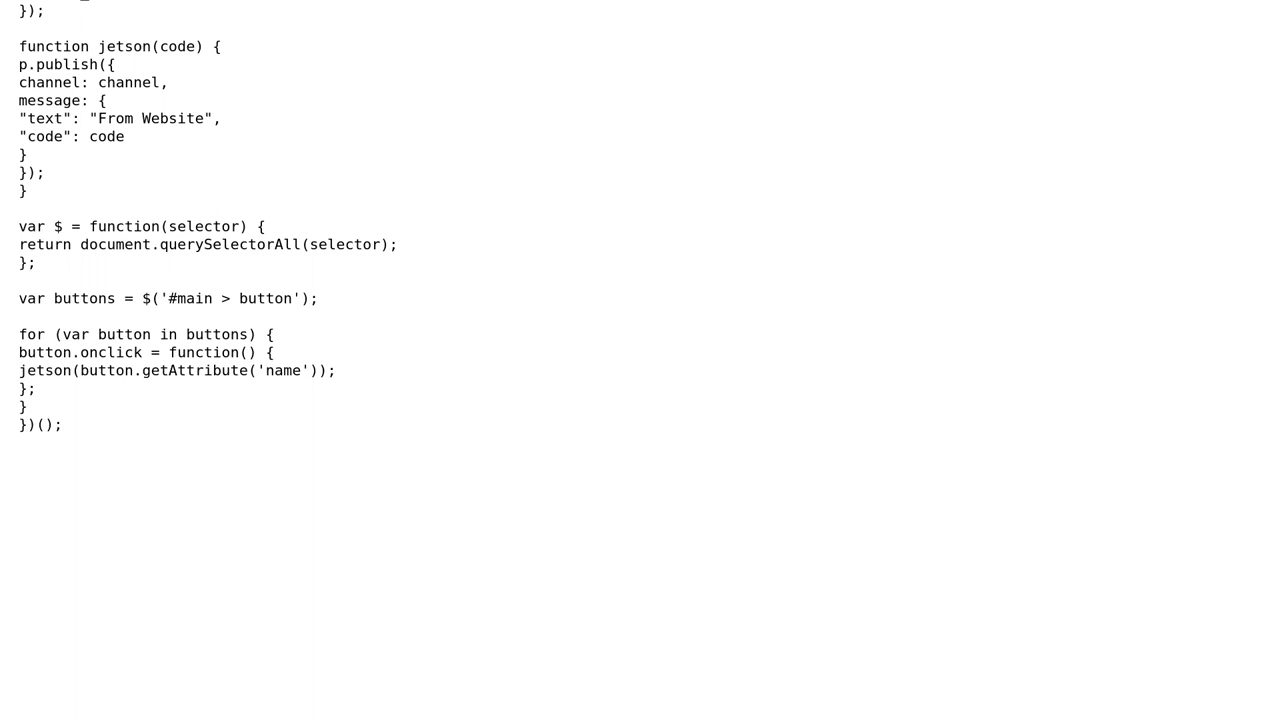 });
function jetson(code) {
p.publish({
channel: channel,
message: {
"text": "From Website",
"code": code
}
});
}
var $ = function(selector) {
return document.querySelectorAll(selector);
};
var buttons = $('#main > button');
for (var button in buttons) {
button.onclick = function() {
jetson(button.getAttribute('name'));
};
}
})();